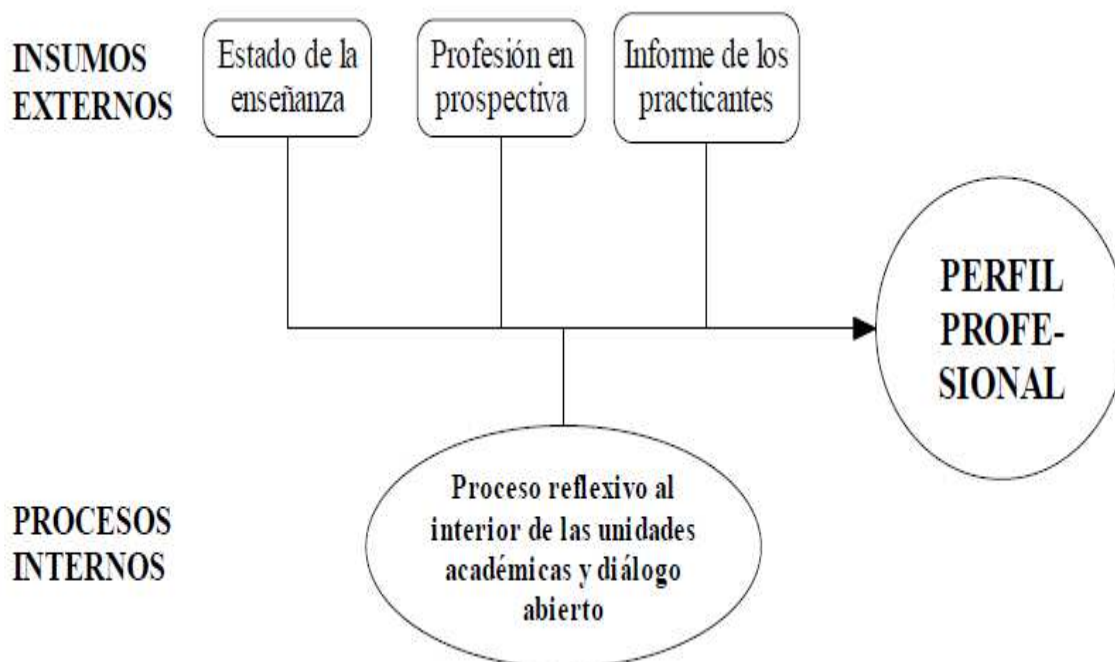 INSUMOS
EXTERNOS
Estado de la
enseñanza
Profesión en
prospectiva
Informe de los
practicantes
PERFIL
PROFE-
SIONAL
PROCESOS
INTERNOS
Proceso reflexivo al
interior de las unidades
académicas y diálogo
abierto